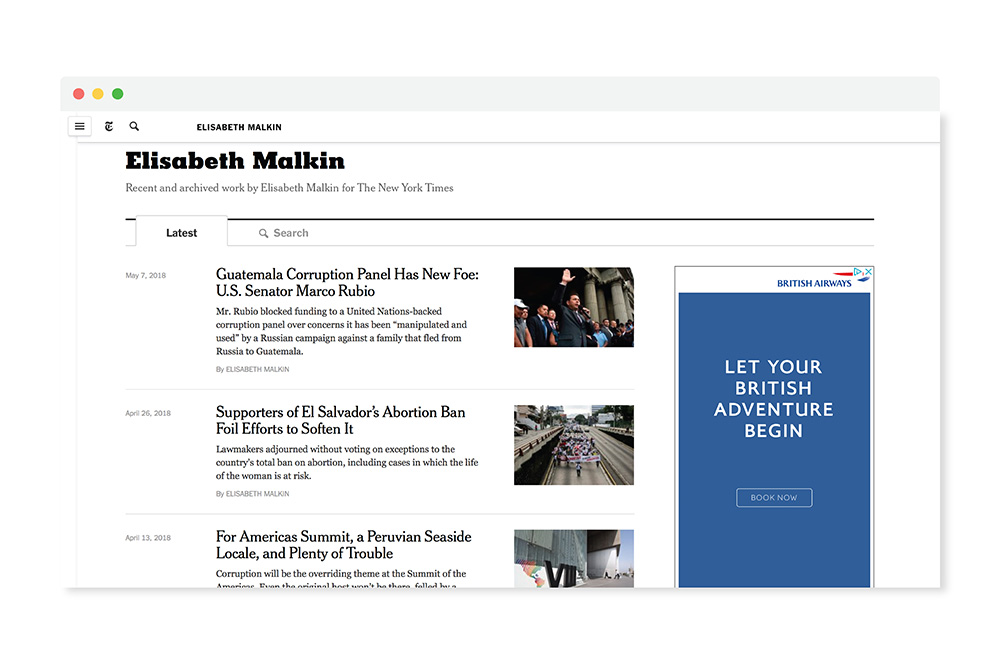 ELISABETH MALKIN
Elisabeth Malkin
Recent and archived work by Elisabeth Malkin for The New York Times
Latest
Search
May 7, 2018
Guatemala Corruption Panel Has New Foe:
U.S. Senator Marco Rubio
Mr. Rubio blocked funding to a United Nations-backed
corruption panel over concerns it has been “manipulated and
used” by a Russian campaign against a family that fled from
Russia to Guatemala.
By ELISABETH MALKIN
April 26, 2018
Supporters of El Salvador’s Abortion Ban
Foil Efforts to Soften It
Lawmakers adjourned without voting on exceptions to the
country’s total ban on abortion, including cases in which the life
of the woman is at risk.
By ELISABETH MALKIN
April 13, 2018
For Americas Summit, a Peruvian Seaside
Locale, and Plenty of Trouble
Corruption will be the overriding theme at the Summit of the
Americas. Even the original host won’t be there, felled by a
VII
BRITISH AIRWAYS
LET YOUR
BRITISH
ADVENTURE
BEGIN
BOOK NOW